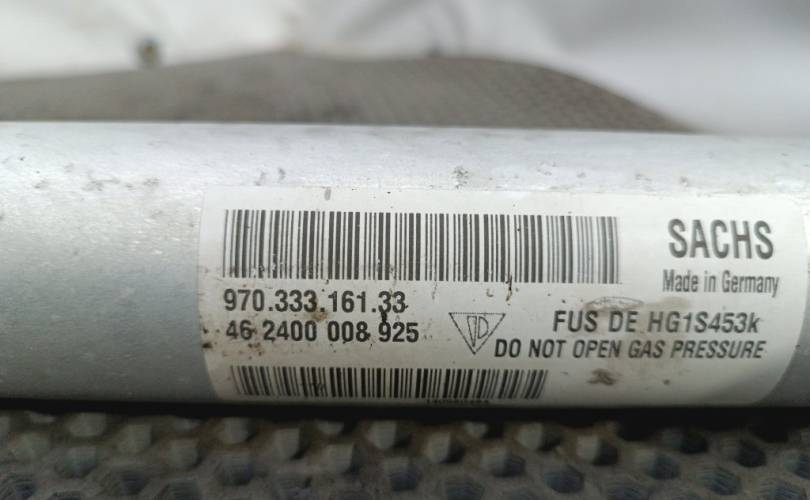 SACHS
Made in Germany
970.333.161.33
46 2400 008 925
FUS DE HG1S453k
DO NOT OPEN GAS PRESSURE